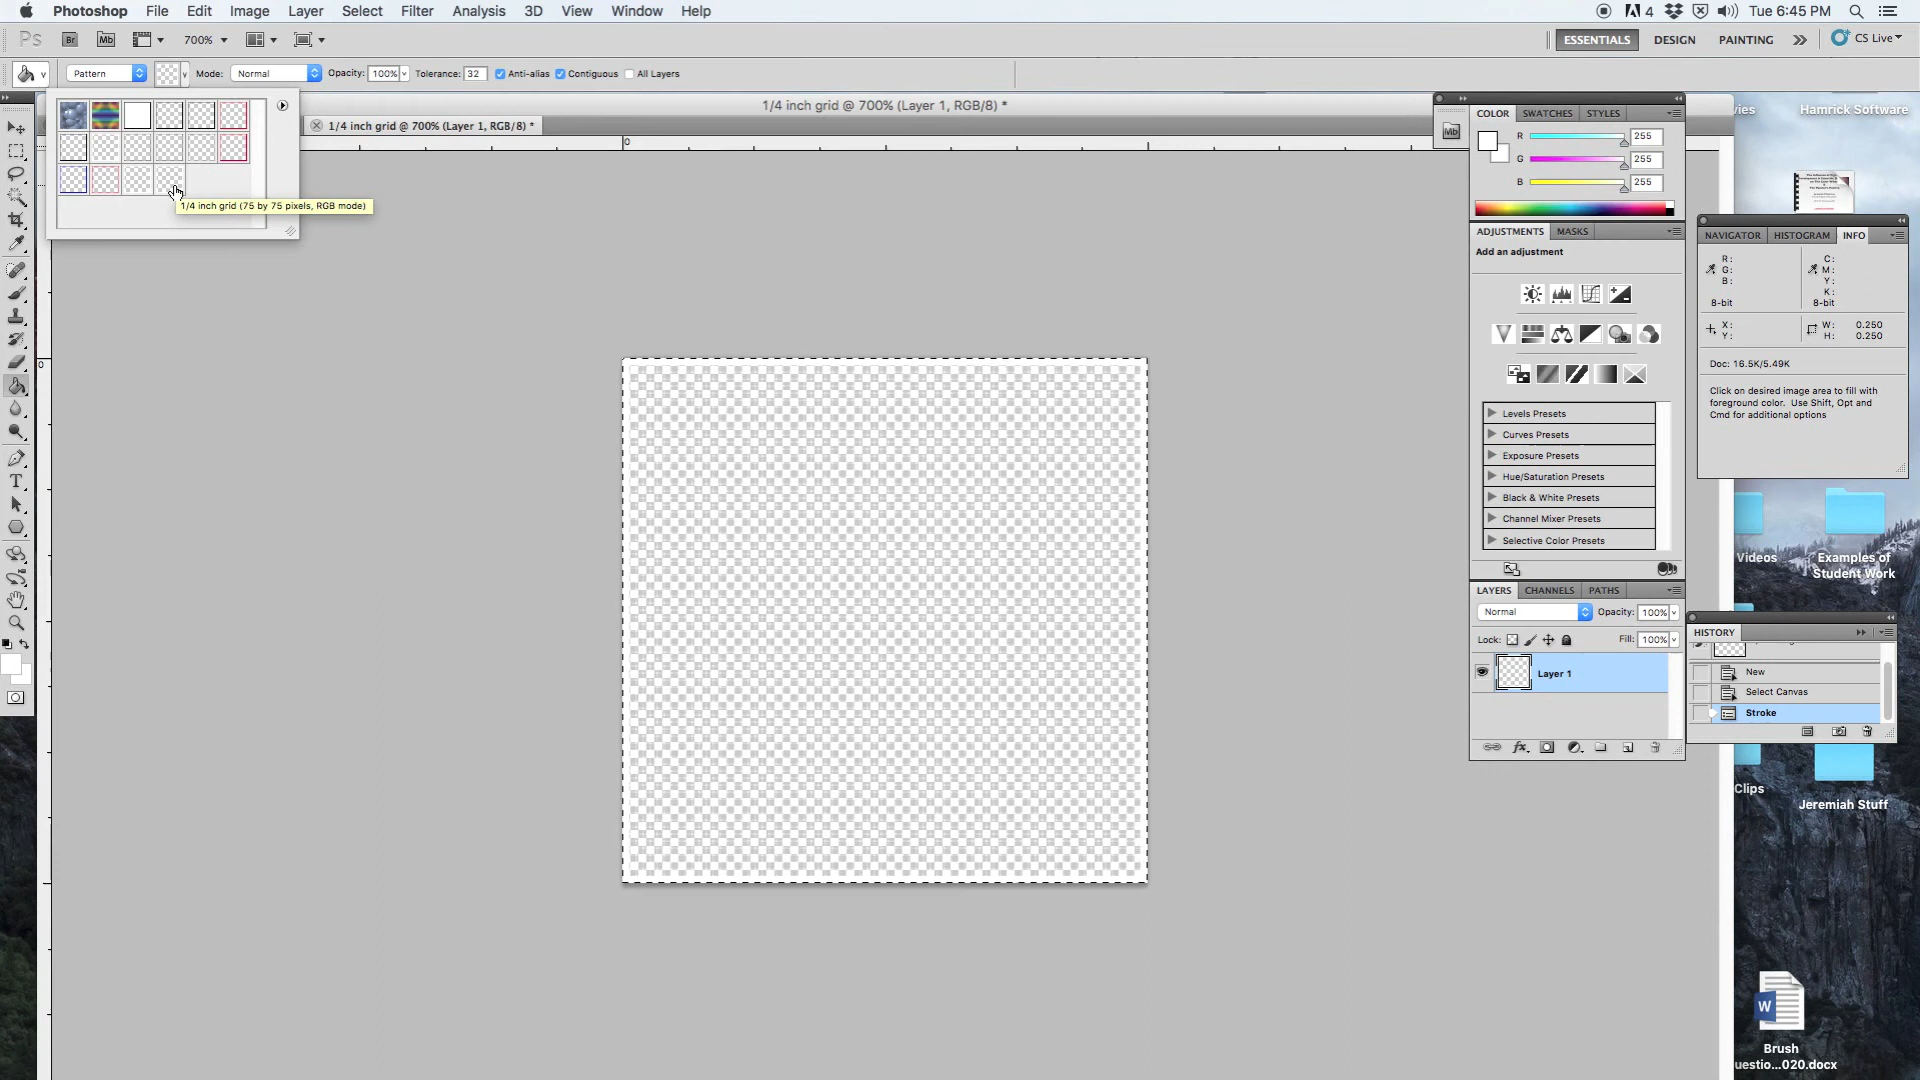 Photoshop File Edit Image Layer Select Filter Analysis 3D View Window Help 4 Tue 6:45 PM
Ps Br Mb 700% ESSENTIALS DESIGN PAINTING CS Live
Pattern Mode: Normal Opacity: 100% Tolerance: 32 Anti-alias Contiguous All Layers
1/4 inch grid @ 700% (Layer 1, RGB/8) *
1/4 inch grid @ 700% (Layer 1, RGB/8) *
0
0
1/4 inch grid (75 by 75 pixels, RGB mode)
Mb
COLOR SWATCHES STYLES
R 255
G 255
B 255
ADJUSTMENTS MASKS
Add an adjustment
Levels Presets
Curves Presets
Exposure Presets
Hue/Saturation Presets
Black & White Presets
Channel Mixer Presets
Selective Color Presets
LAYERS CHANNELS PATHS
Normal Opacity: 100%
Lock: Fill: 100%
Layer 1
NAVIGATOR HISTOGRAM INFO
R: C:
G: M:
B: Y:
K:
8-bit 8-bit
X: W: 0.250
Y: H: 0.250
Doc: 16.5K/5.49K
Click on desired image area to fill with
foreground color. Use Shift, Opt and
Cmd for additional options
HISTORY
New
Select Canvas
Stroke
Hamrick Software
Videos
Examples of
Student Work
Clips
Jeremiah Stuff
W
Brush
uestio...020.docx